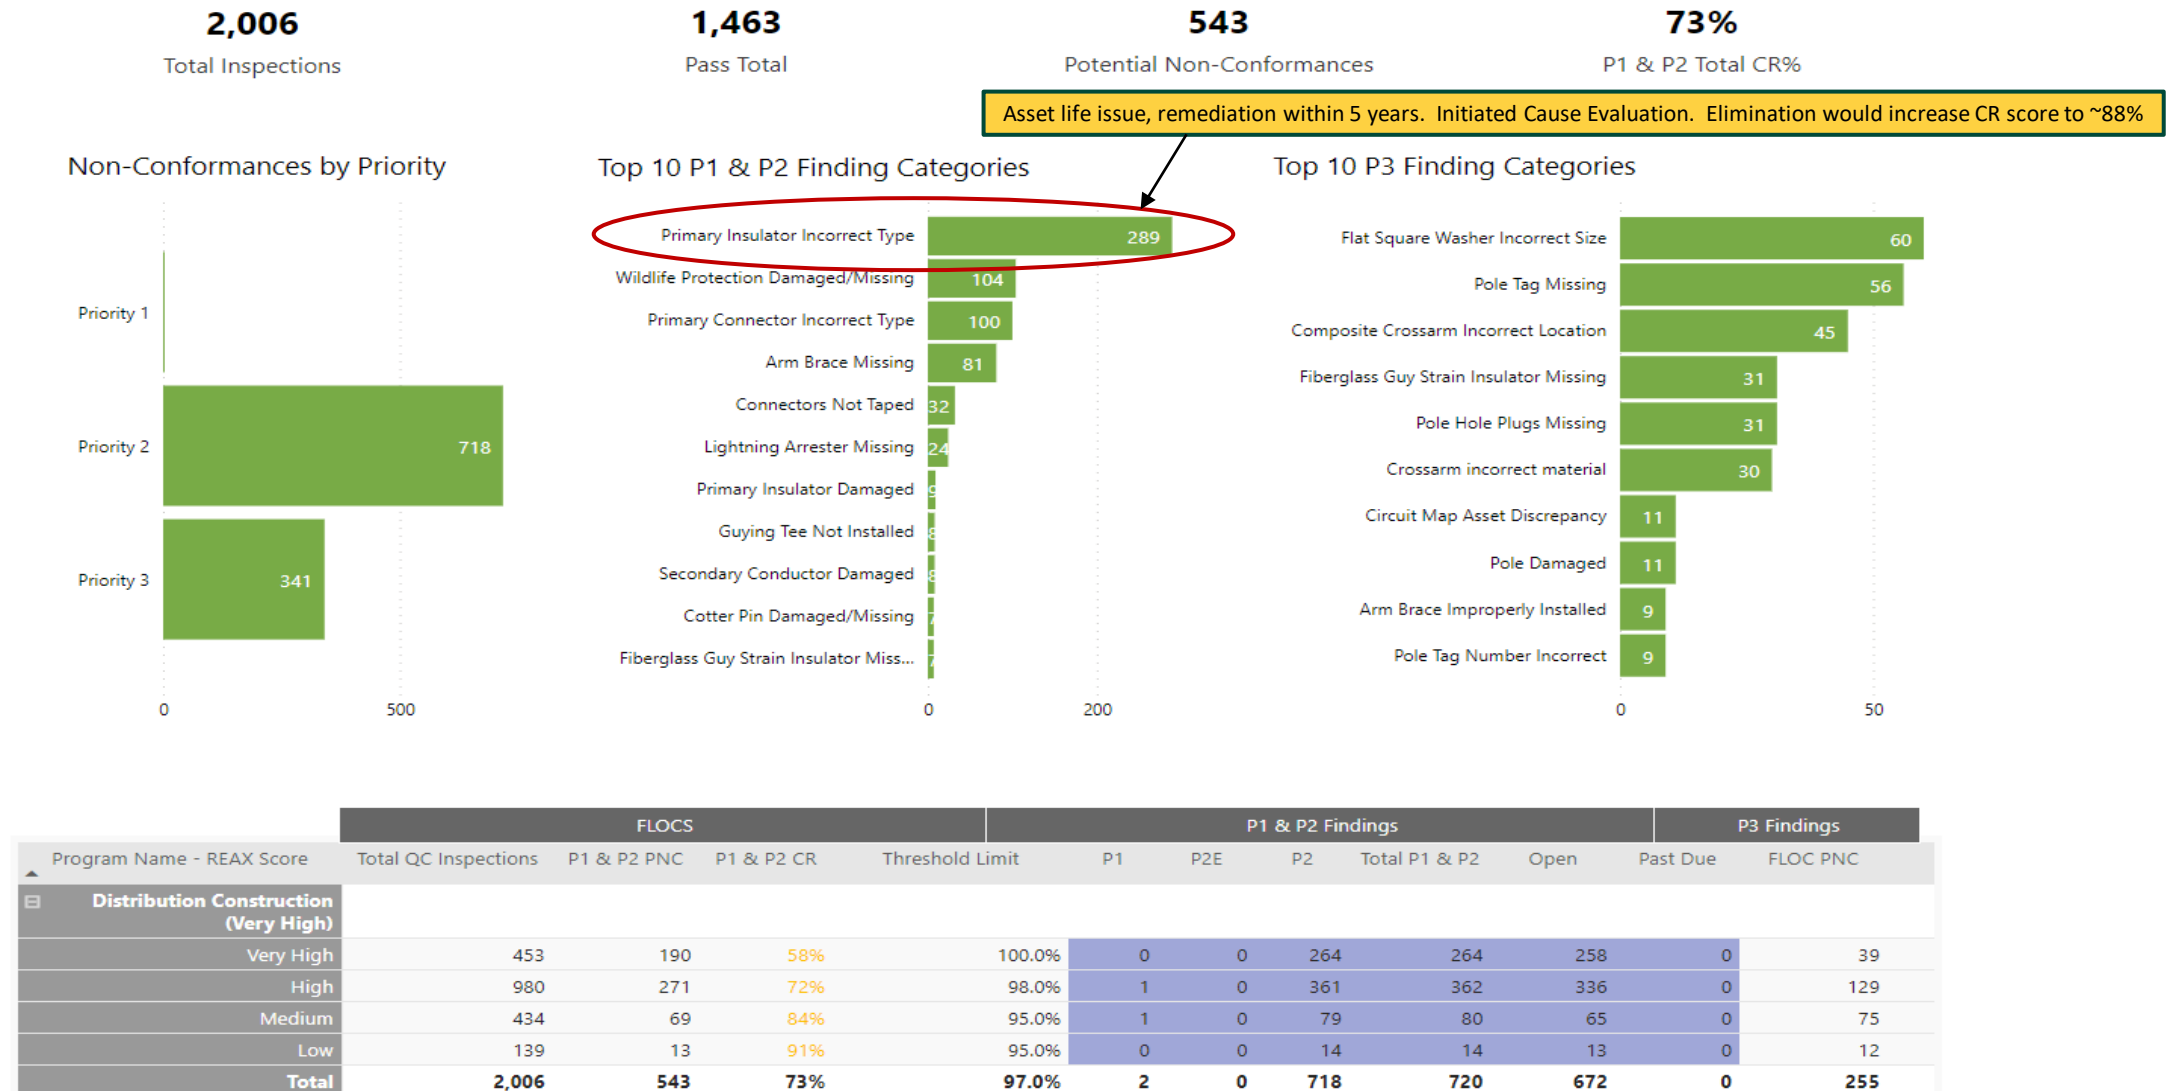 2,006
Total Inspections
1,463
Pass Total
543
Potential Non-Conformances
73%
P1 & P2 Total CR%
Asset life issue, remediation within 5 years.  Initiated Cause Evaluation.  Elimination would increase CR score to ~88%
Non-Conformances by Priority
Priority 1
Priority 2
718
Priority 3
341
0
500
Top 10 P1 & P2 Finding Categories
Primary Insulator Incorrect Type 289
Wildlife Protection Damaged/Missing 104
Primary Connector Incorrect Type 100
Arm Brace Missing 81
Connectors Not Taped 32
Lightning Arrester Missing 24
Primary Insulator Damaged 9
Guying Tee Not Installed 8
Secondary Conductor Damaged 8
Cotter Pin Damaged/Missing 7
Fiberglass Guy Strain Insulator Miss... 7
0 200
Top 10 P3 Finding Categories
Flat Square Washer Incorrect Size 60
Pole Tag Missing 56
Composite Crossarm Incorrect Location 45
Fiberglass Guy Strain Insulator Missing 31
Pole Hole Plugs Missing 31
Crossarm incorrect material 30
Circuit Map Asset Discrepancy 11
Pole Damaged 11
Arm Brace Improperly Installed 9
Pole Tag Number Incorrect 9
0 50
FLOCS P1 & P2 Findings P3 Findings
Program Name - REAX Score Total QC Inspections P1 & P2 PNC P1 & P2 CR Threshold Limit P1 P2E P2 Total P1 & P2 Open Past Due FLOC PNC
Distribution Construction
(Very High)
Very High 453 190 58% 100.0% 0 0 264 264 258 0 39
High 980 271 72% 98.0% 1 0 361 362 336 0 129
Medium 434 69 84% 95.0% 1 0 79 80 65 0 75
Low 139 13 91% 95.0% 0 0 14 14 13 0 12
Total 2,006 543 73% 97.0% 2 0 718 720 672 0 255